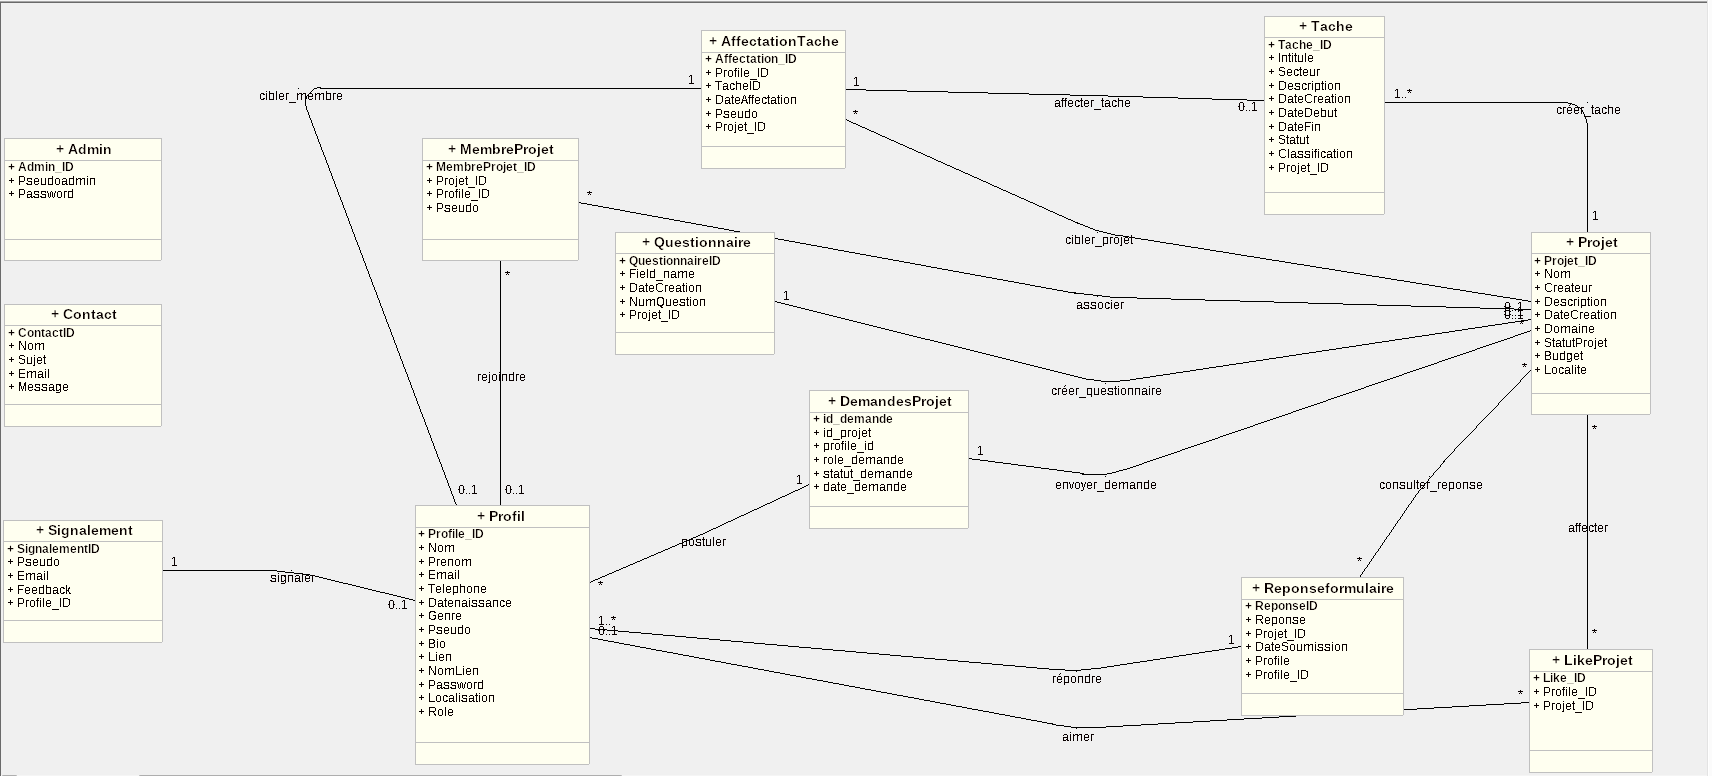 + AffectationTache
+ Affectation_ID
+ Profile_ID
+ TacheID
+ DateAffectation
+ Pseudo
+ Projet_ID
+ Tache
+ Tache_ID
+ Intitule
+ Secteur
+ Description
+ DateCreation
+ DateDebut
+ DateFin
+ Statut
+ Classification
+ Projet_ID
cibler_membre
1
1
affecter_tache
0..1
1..*
créer_tache
1
*
cibler_projet
+ Admin
+ Admin_ID
+ Pseudoadmin
+ Password
+ MembreProjet
+ MembreProjet_ID
+ Projet_ID
+ Profile_ID
+ Pseudo
*
*
+ Questionnaire
+ QuestionnaireID
+ Field_name
+ DateCreation
+ NumQuestion
+ Projet_ID
1
associer
créer_questionnaire
+ Projet
+ Projet_ID
+ Nom
+ Createur
+ Description
+ DateCreation
+ Domaine
+ StatutProjet
+ Budget
+ Localite
0..1
0..1
*
*
*
+ Contact
+ ContactID
+ Nom
+ Sujet
+ Email
+ Message
rejoindre
0..1
0..1
+ DemandesProjet
+ id_demande
+ id_projet
+ profile_id
+ role_demande
+ statut_demande
+ date_demande
1
1
envoyer_demande
postuler
*
consulter_reponse
*
affecter
*
+ Signalement
+ SignalementID
+ Pseudo
+ Email
+ Feedback
+ Profile_ID
1
signaler
0..1
+ Profil
+ Profile_ID
+ Nom
+ Prenom
+ Email
+ Telephone
+ Datenaissance
+ Genre
+ Pseudo
+ Bio
+ Lien
+ NomLien
+ Password
+ Localisation
+ Role
1..*
0..1
répondre
1
aimer
*
+ Reponseformulaire
+ ReponseID
+ Reponse
+ Projet_ID
+ DateSoumission
+ Profile
+ Profile_ID
+ LikeProjet
+ Like_ID
+ Profile_ID
+ Projet_ID